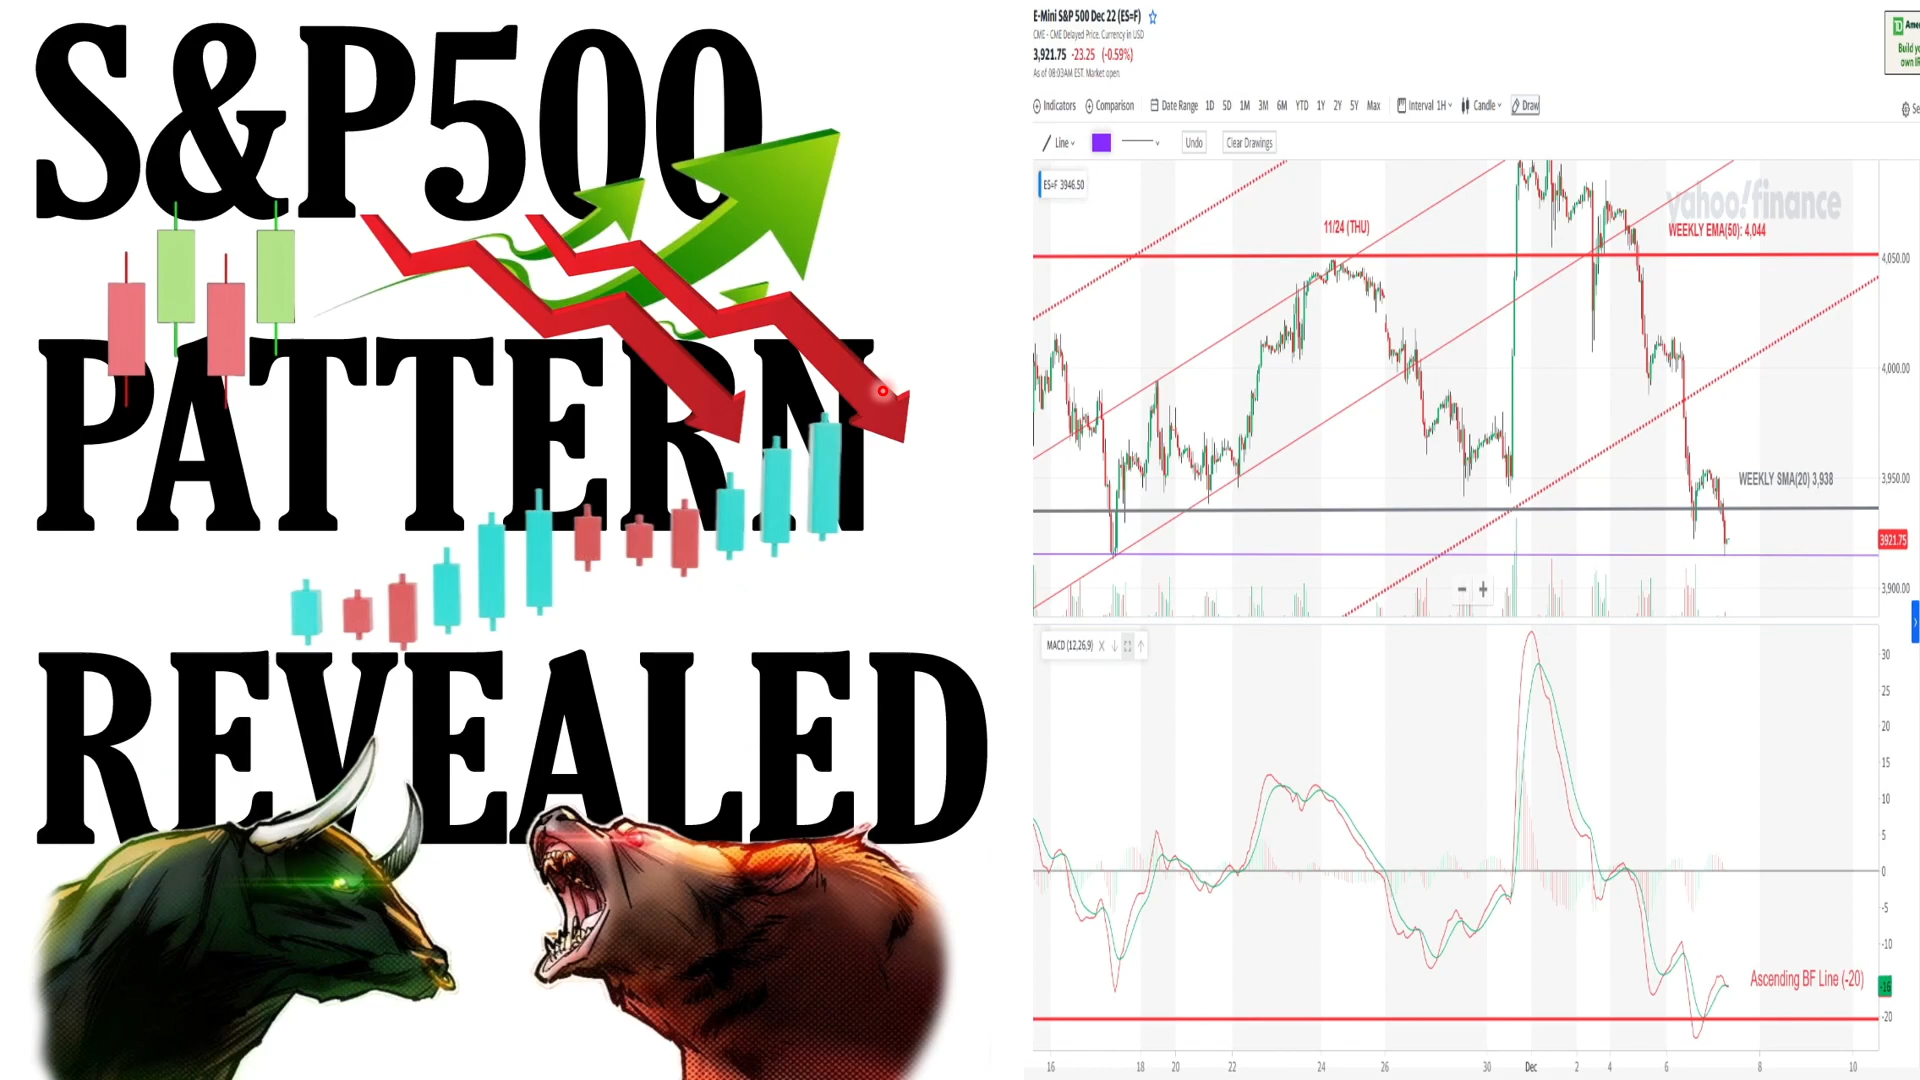 S&P500
PATTERN
REVEALED
E-Mini S&P 500 Dec 22 (ES=F)
CME - CME Delayed Price. Currency in USD
3,921.75 -23.25 (-0.59%)
As of 08:03AM EST. Market open
Build
own
Indicators Comparison Date Range 1D 5D 1M 3M 6M YTD 1Y 2Y 5Y Max Interval 1H Candle Draw
Line Undo Clear Drawings
ES=F 3946.50
yahoo!finance
11/24 (THU)
WEEKLY EMA(50): 4,044
4,050.00
4,000.00
WEEKLY SMA(20) 3,938
3,950.00
3921.75
3,900.00
MACD (12,26,9)
30
25
20
15
10
5
0
-5
-10
Ascending BF Line (-20)
-16
-20
16 18 20 22 24 26 30 Dec 2 4 6 8 10